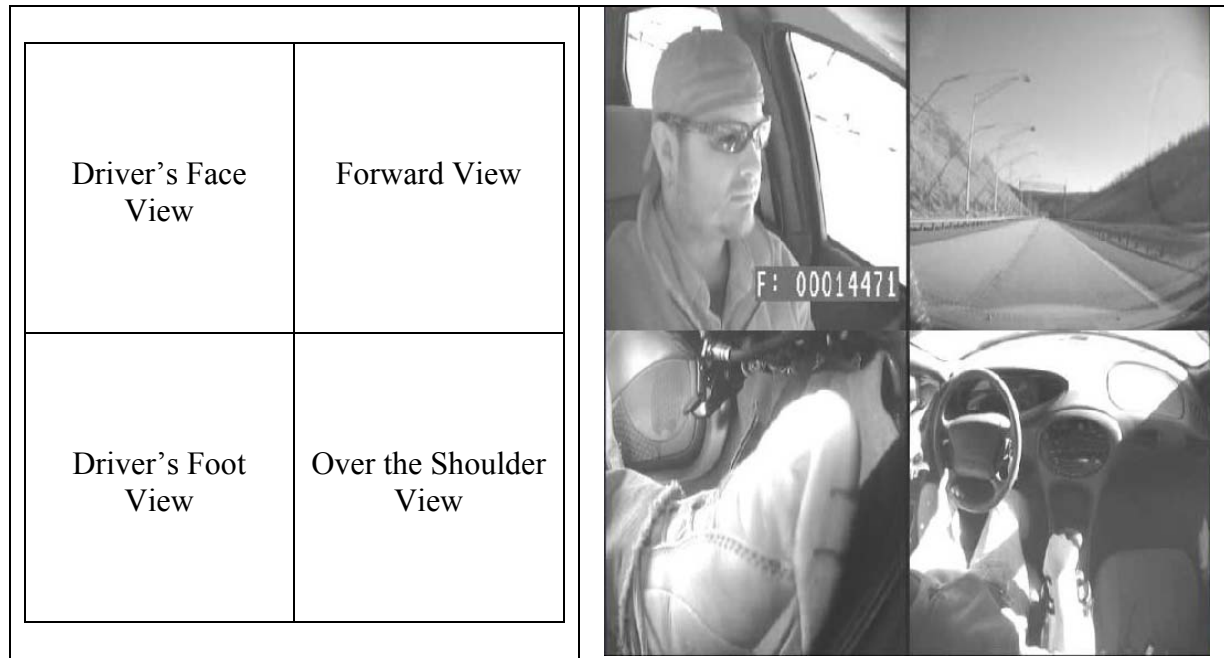 Driver's Face
View
Forward View
Driver's Foot
View
Over the Shoulder
View
F: 00014471